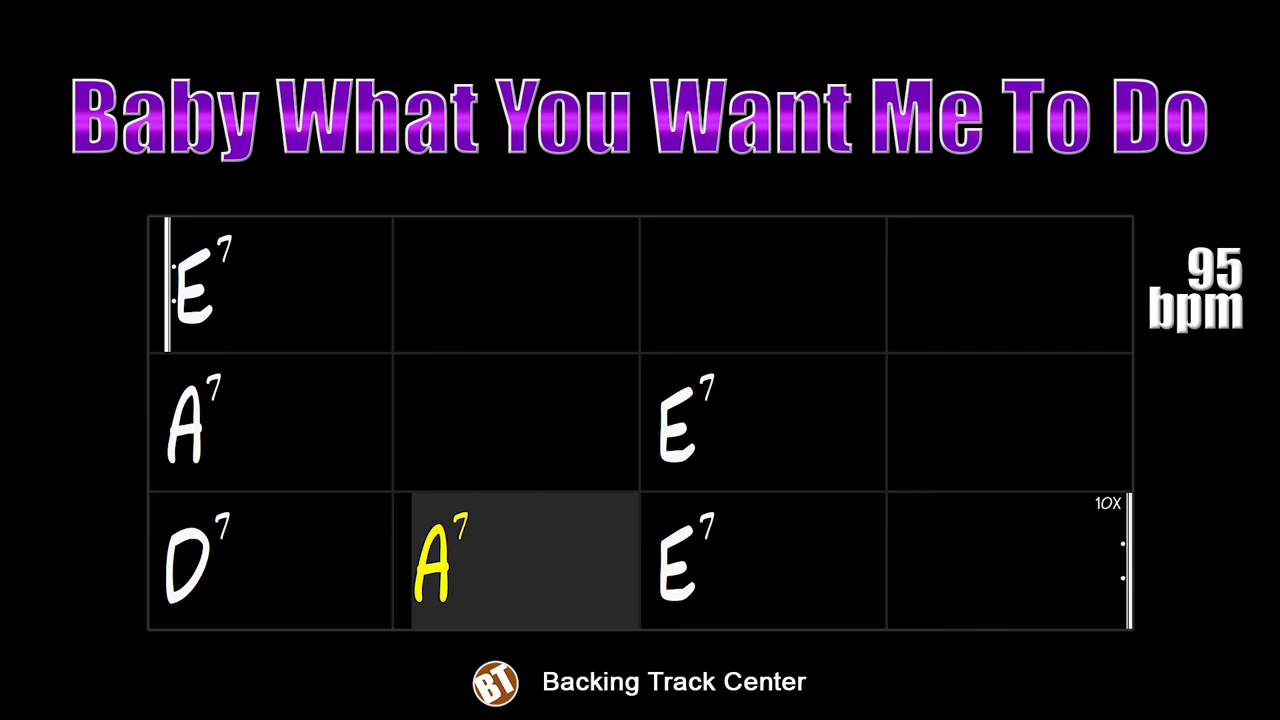 Baby What You Want Me To Do
E7
95
bpm
A7 E7
10X
D7 A7 E7
BT Backing Track Center